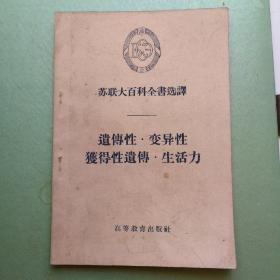 苏联大百科全書选譯
遺傳性·变异性
獲得性遺傳·生活力
高等教育出版社